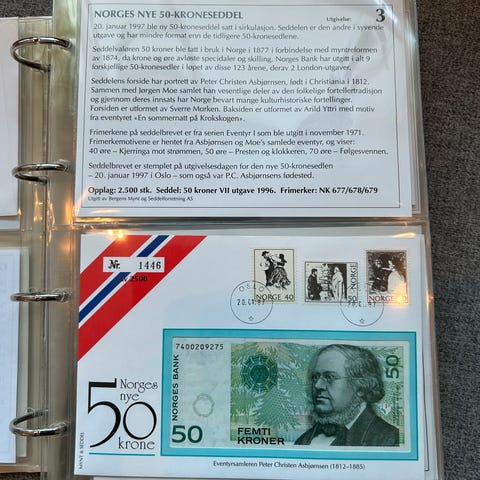 NORGES NYE 50-KRONESEDDEL
Utgivelse: 3
20. januar 1997 ble ny 50-kroneseddel satt i sirkulasjon. Seddelen er den andre i syvende
utgave og har mindre format enn de tidligere 50-kronesedlene.
Seddelvaløren 50 kroner ble tatt i bruk i Norge i 1877 i forbindelse med myntreformen
av 1874, da krone og øre avløste specidaler og skilling. Norges Bank har utgitt i alt 9
forskjellige 50-kronesedler i løpet av disse 123 årene, derav 2 London-utgaver.
Seddelens forside har portrett av Peter Christen Asbjørnsen, født i Christiania i 1812.
Sammen med Jørgen Moe samlet han vesentlige deler av den folkelige fortellertradisjon
og gjennom deres innsats har Norge bevart mange kulturhistoriske fortellinger.
Forsiden er utformet av Sverre Morken. Baksiden er utformet av Arild Yttri med motiv
fra eventyret «En sommernatt på Krokskogen».
Frimerkene på seddelbrevet er fra serien Eventyr I som ble utgitt i november 1971.
Frimerkemotivene er hentet fra Asbjørnsen og Moe's samlede eventyr, og viser:
40 øre – Kjerringa mot strømmen, 50 øre – Presten og klokkeren, 70 øre – Følgesvennen.
Seddelbrevet er stemplet på utgivelsesdagen for den nye 50-kronesedlen
– 20. januar 1997 i Oslo – som også var P.C. Asbjørnsens fødested.
Opplag: 2.500 stk. Seddel: 50 kroner VII utgave 1996. Frimerker: NK 677/678/679
Utgitt av Bergens Mynt og Seddelforretning AS
Nr. 1446
Av 2500
NORGE 40
50 NORGE
NORGE
OSLO
20.01.97
7400209275
50
NORGES BANK
50
FEMTI
KRONER
Norges
nye
50
krone
MYNT & SEDDEL
Eventyrsamleren Peter Christen Asbjørnsen (1812–1885)